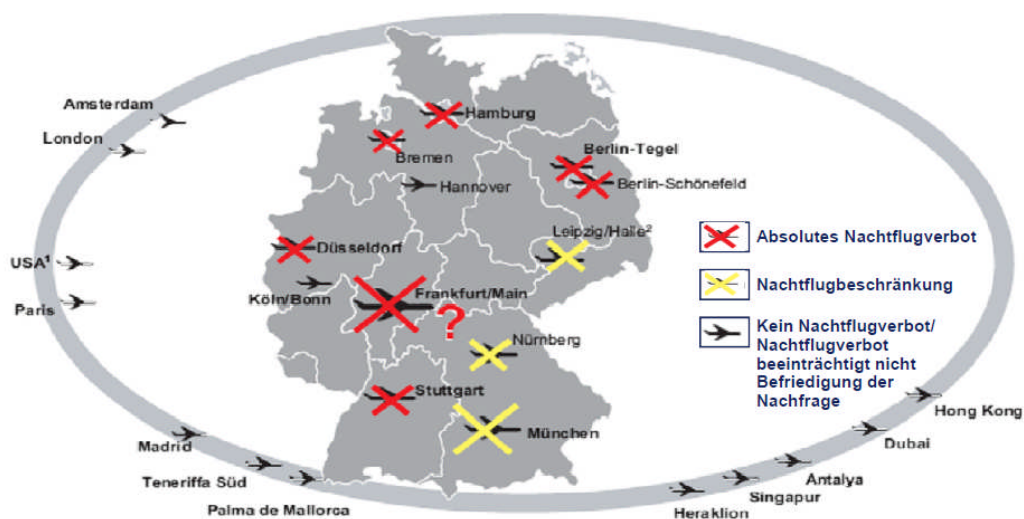 Amsterdam
London
USA¹
Paris
Madrid
Teneriffa Süd
Palma de Mallorca
Hamburg
Bremen
Berlin-Tegel
Berlin-Schönefeld
Hannover
Leipzig/Halle²
Düsseldorf
Köln/Bonn
Frankfurt/Main
?
Nürnberg
Stuttgart
München
Absolutes Nachtflugverbot
Nachtflugbeschränkung
Kein Nachtflugverbot/
Nachtflugverbot
beeinträchtigt nicht
Befriedigung der
Nachfrage
Hong Kong
Dubai
Antalya
Singapur
Heraklion